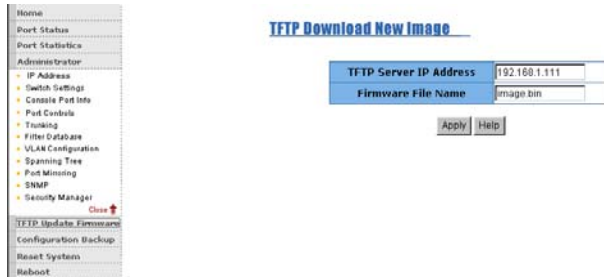 Home
Port Status
Port Statistics
Administrator
IP Address
Switch Settings
Console Port Info
Port Controls
Trunking
Filter Database
VLAN Configuration
Spanning Tree
Port Mirroring
SNMP
Security Manager
Close
TFTP Update Firmware
Configuration Backup
Reset System
Reboot
TFTP Download New Image
TFTP Server IP Address 192.168.1.111
Firmware File Name image.bin
Apply Help